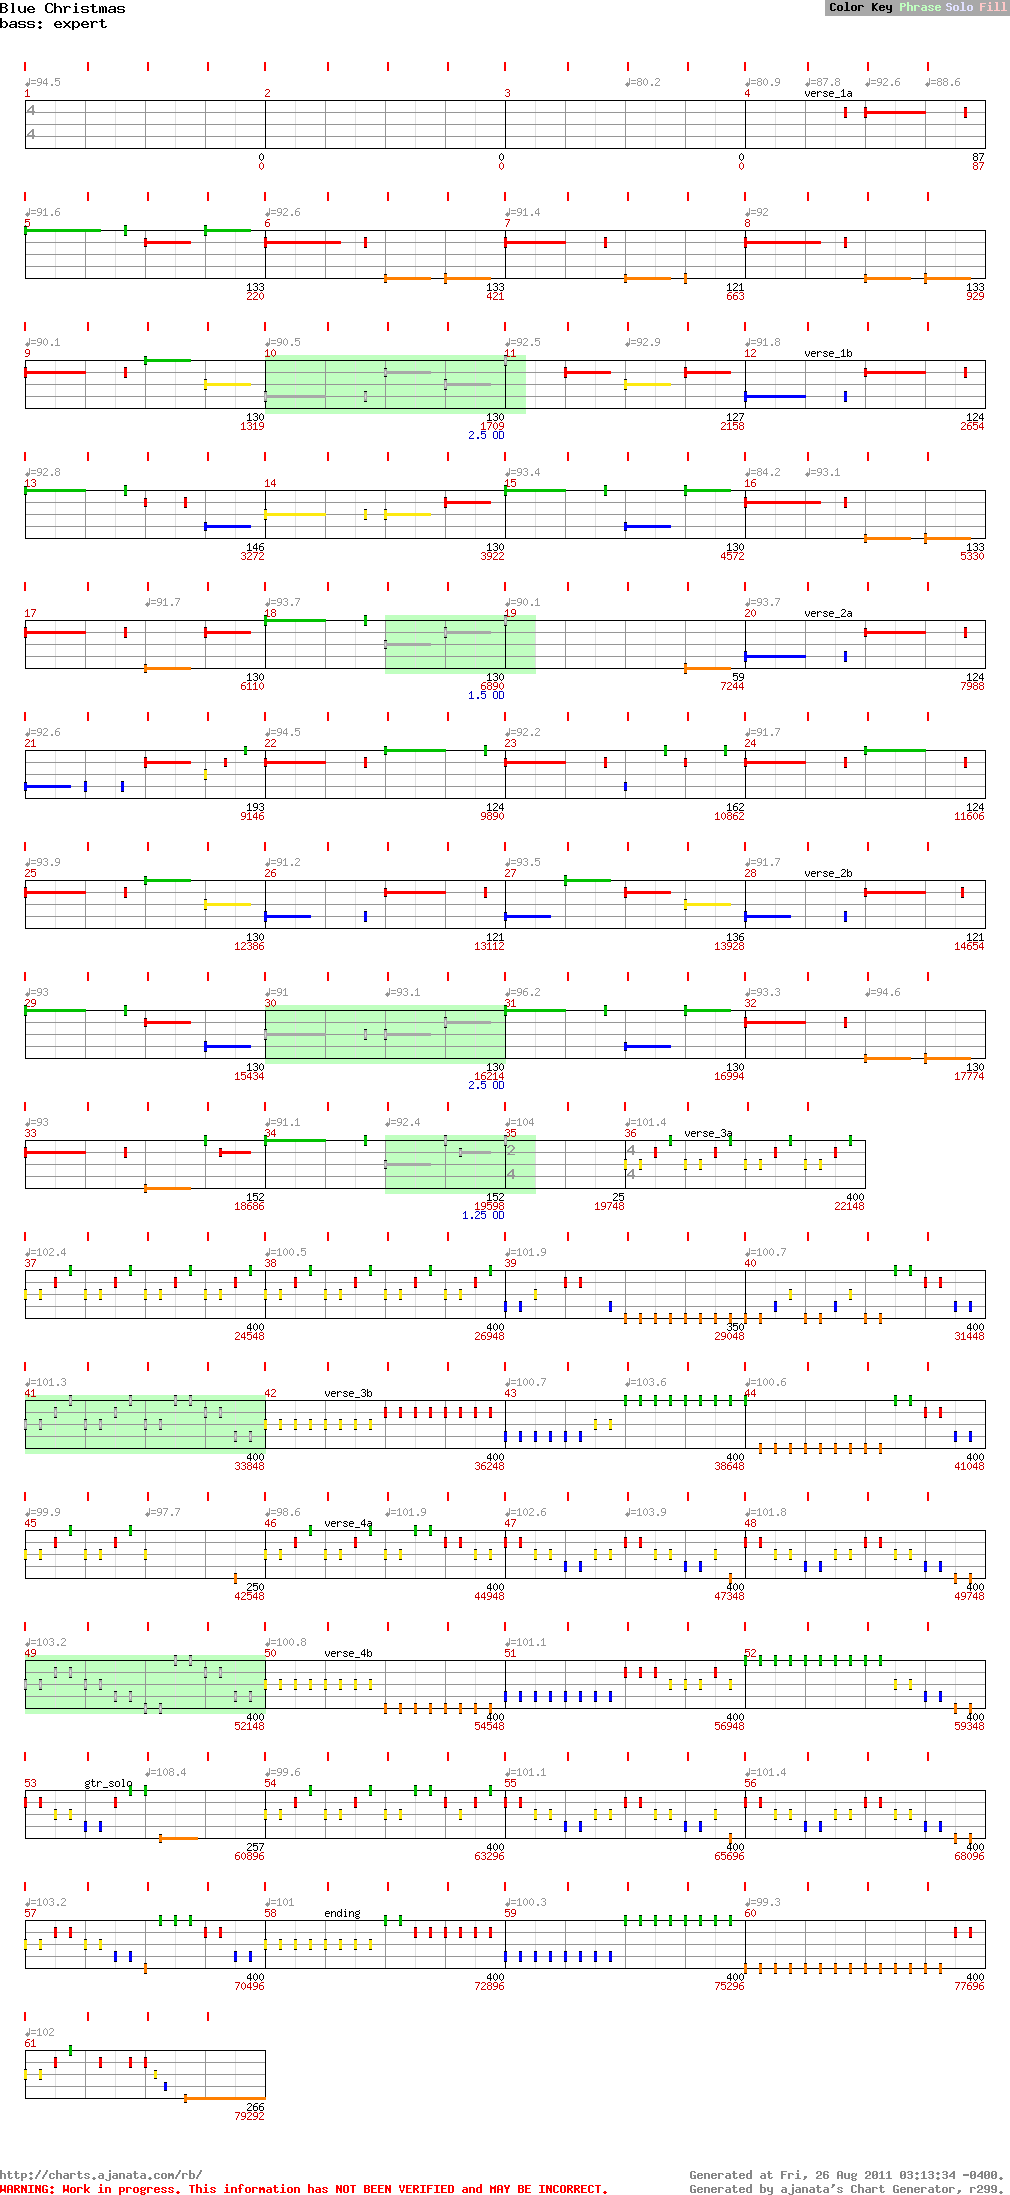 Blue Christmas
Color Key Phrase Solo Fill
bass: expert
♩=94.5 ♩=80.2 ♩=80.9 ♩=87.8 ♩=92.6 ♩=88.6
1 2 3 4 verse_1a
4
4
0 0 0 87
0 0 0 87
♩=91.6 ♩=92.6 ♩=91.4 ♩=92
5 6 7 8
133 133 121 133
220 421 663 929
♩=90.1 ♩=90.5 ♩=92.5 ♩=92.9 ♩=91.8
9 10 11 12 verse_1b
130 130 127 124
1319 1709 2158 2654
2.5 OD
♩=92.8 ♩=93.4 ♩=84.2 ♩=93.1
13 14 15 16
146 130 130 133
3272 3922 4572 5330
♩=91.7 ♩=93.7 ♩=90.1 ♩=93.7
17 18 19 20 verse_2a
130 130 59 124
6110 6890 7244 7988
1.5 OD
♩=92.6 ♩=94.5 ♩=92.2 ♩=91.7
21 22 23 24
193 124 162 124
9146 9890 10862 11606
♩=93.9 ♩=91.2 ♩=93.5 ♩=91.7
25 26 27 28 verse_2b
130 121 136 121
12386 13112 13928 14654
♩=93 ♩=91 ♩=93.1 ♩=96.2 ♩=93.3 ♩=94.6
29 30 31 32
130 130 130 130
15434 16214 16994 17774
2.5 OD
♩=93 ♩=91.1 ♩=92.4 ♩=104 ♩=101.4
33 34 35 36 verse_3a
2 4
4 4
152 152 25 400
18686 19598 19748 22148
1.25 OD
♩=102.4 ♩=100.5 ♩=101.9 ♩=100.7
37 38 39 40
400 400 350 400
24548 26948 29048 31448
♩=101.3 ♩=100.7 ♩=103.6 ♩=100.6
41 42 verse_3b 43 44
400 400 400 400
33848 36248 38648 41048
♩=99.9 ♩=97.7 ♩=98.6 ♩=101.9 ♩=102.6 ♩=103.9 ♩=101.8
45 46 verse_4a 47 48
250 400 400 400
42548 44948 47348 49748
♩=103.2 ♩=100.8 ♩=101.1
49 50 verse_4b 51 52
400 400 400 400
52148 54548 56948 59348
♩=108.4 ♩=99.6 ♩=101.1 ♩=101.4
53 gtr_solo 54 55 56
257 400 400 400
60896 63296 65696 68096
♩=103.2 ♩=101 ♩=100.3 ♩=99.3
57 58 ending 59 60
400 400 400 400
70496 72896 75296 77696
♩=102
61
266
79292
http://charts.ajanata.com/rb/
Generated at Fri, 26 Aug 2011 03:13:34 -0400.
WARNING: Work in progress. This information has NOT BEEN VERIFIED and MAY BE INCORRECT.
Generated by ajanata's Chart Generator, r299.